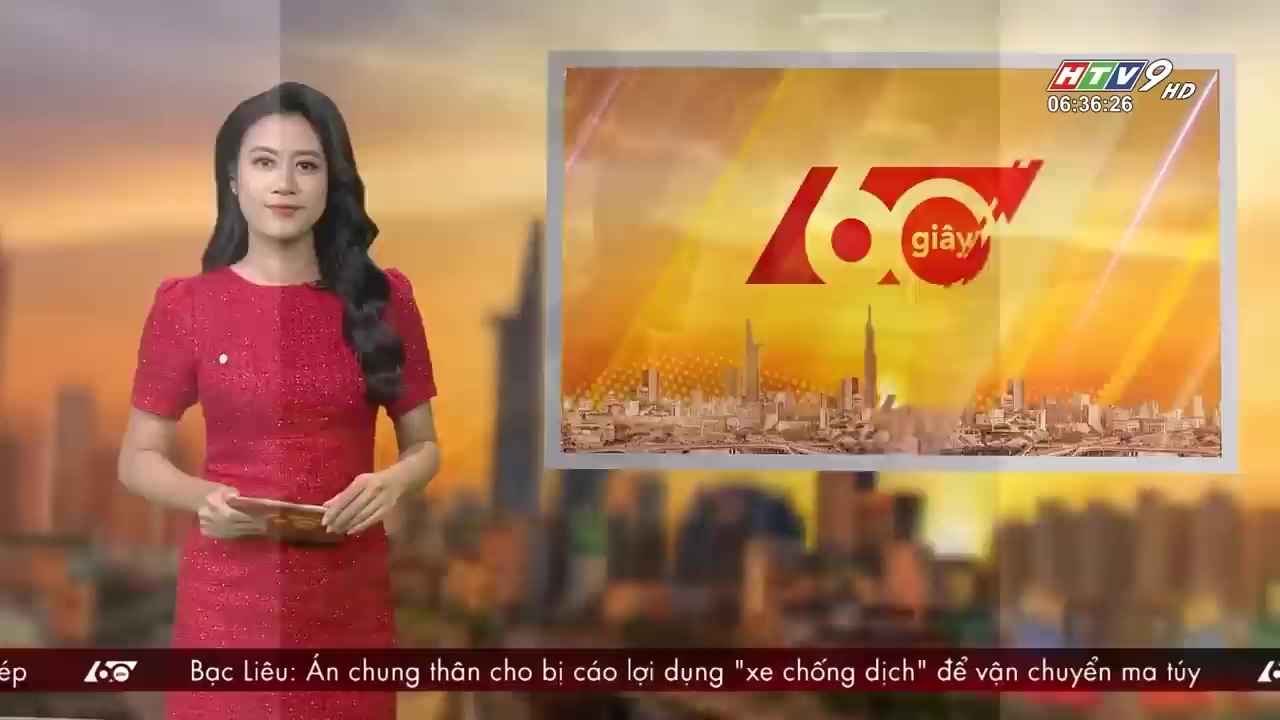 HTV9 HD
06:36:26
60
giây
ép
60
Bạc Liêu: Án chung thân cho bị cáo lợi dụng "xe chống dịch" để vận chuyển ma túy